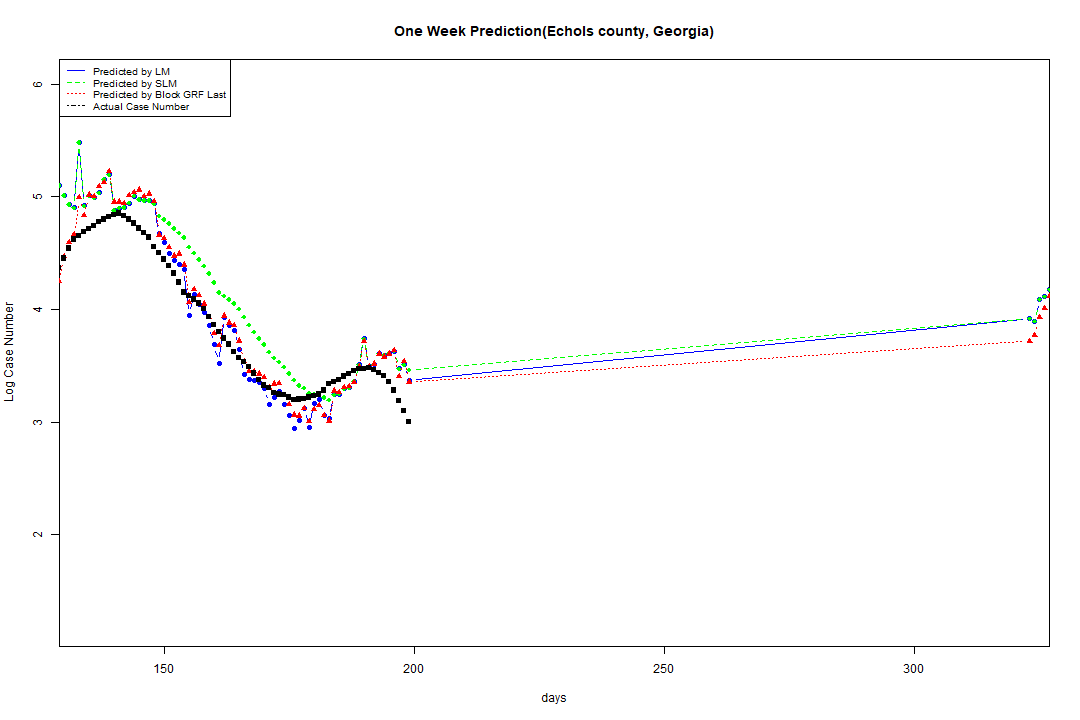 One Week Prediction(Echols county, Georgia)
Predicted by LM
Predicted by SLM
Predicted by Block GRF Last
Actual Case Number
6
5
4
3
2
Log Case Number
150
200
250
300
days